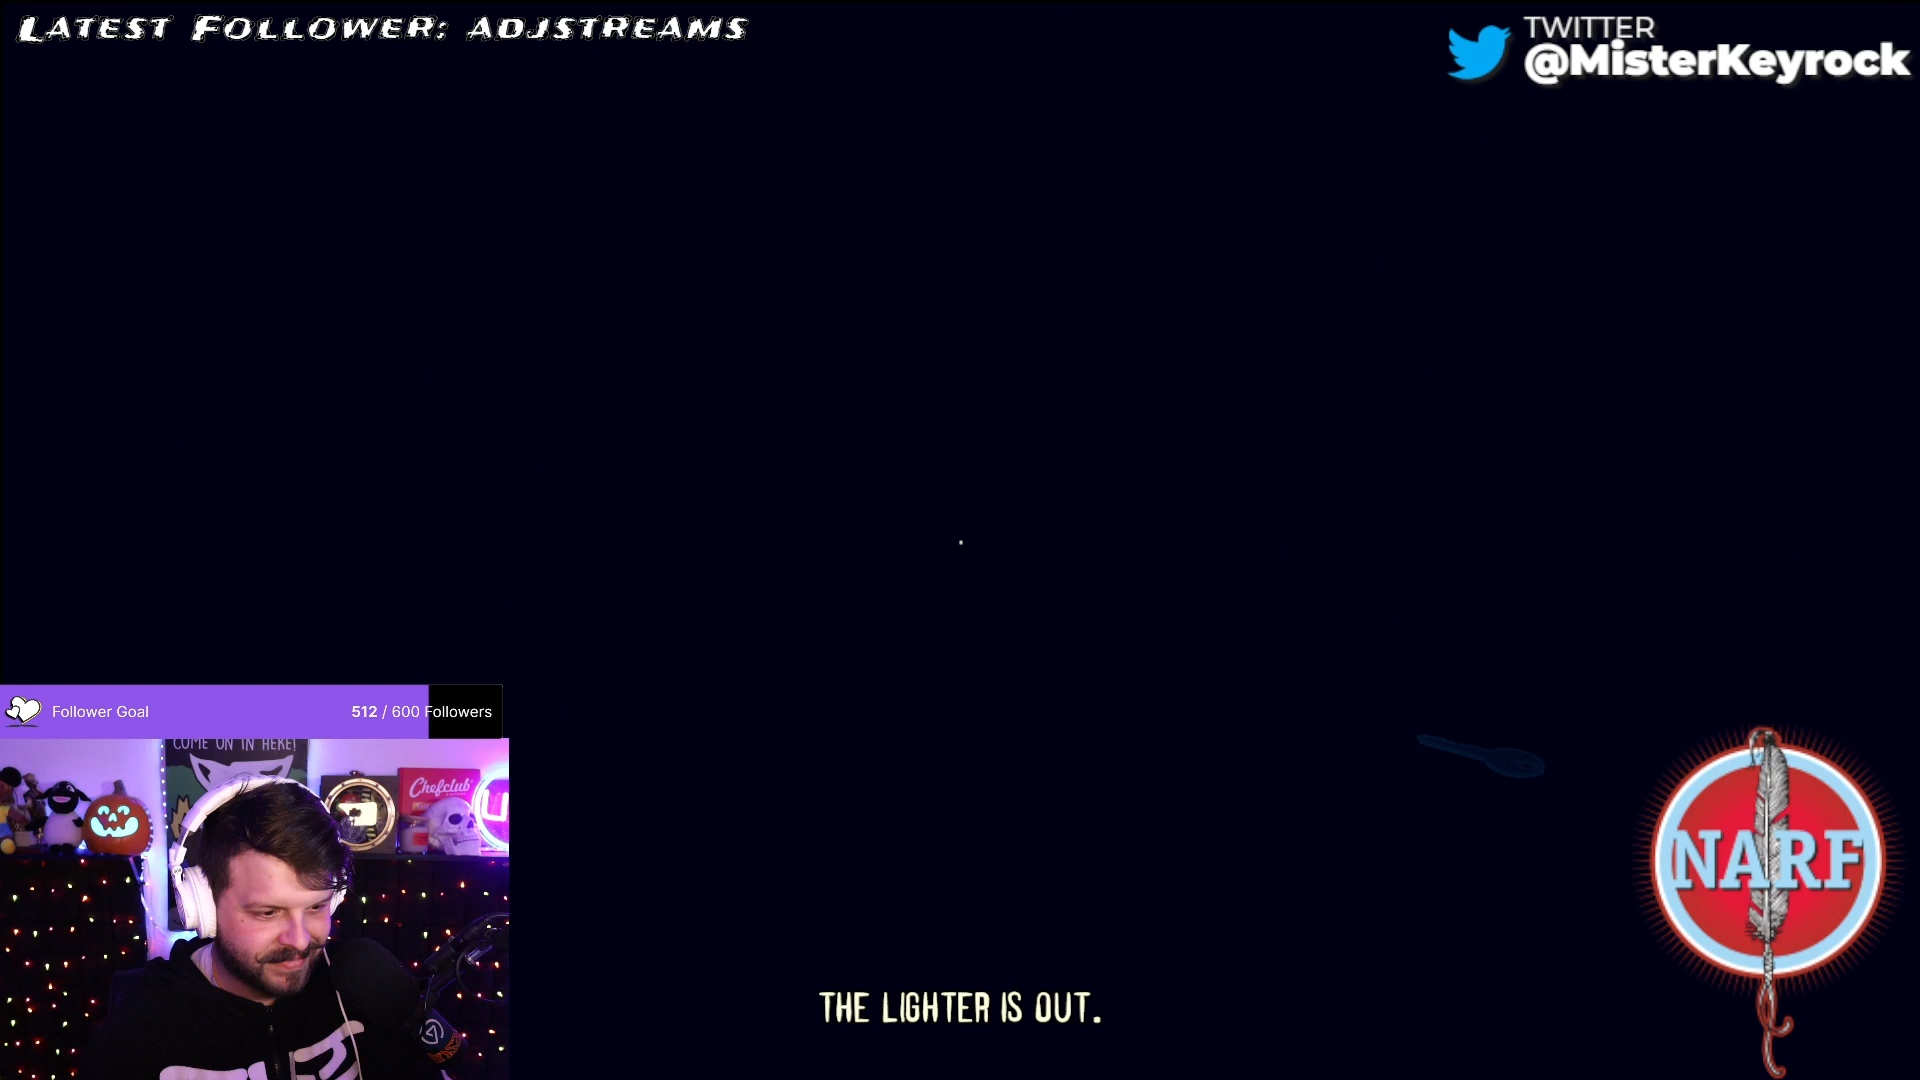 Latest Follower: adjstreams
TWITTER
@MisterKeyrock
Follower Goal
512 / 600 Followers
COME ON IN HERE!
Chefclub
NARF
THE LIGHTER IS OUT.